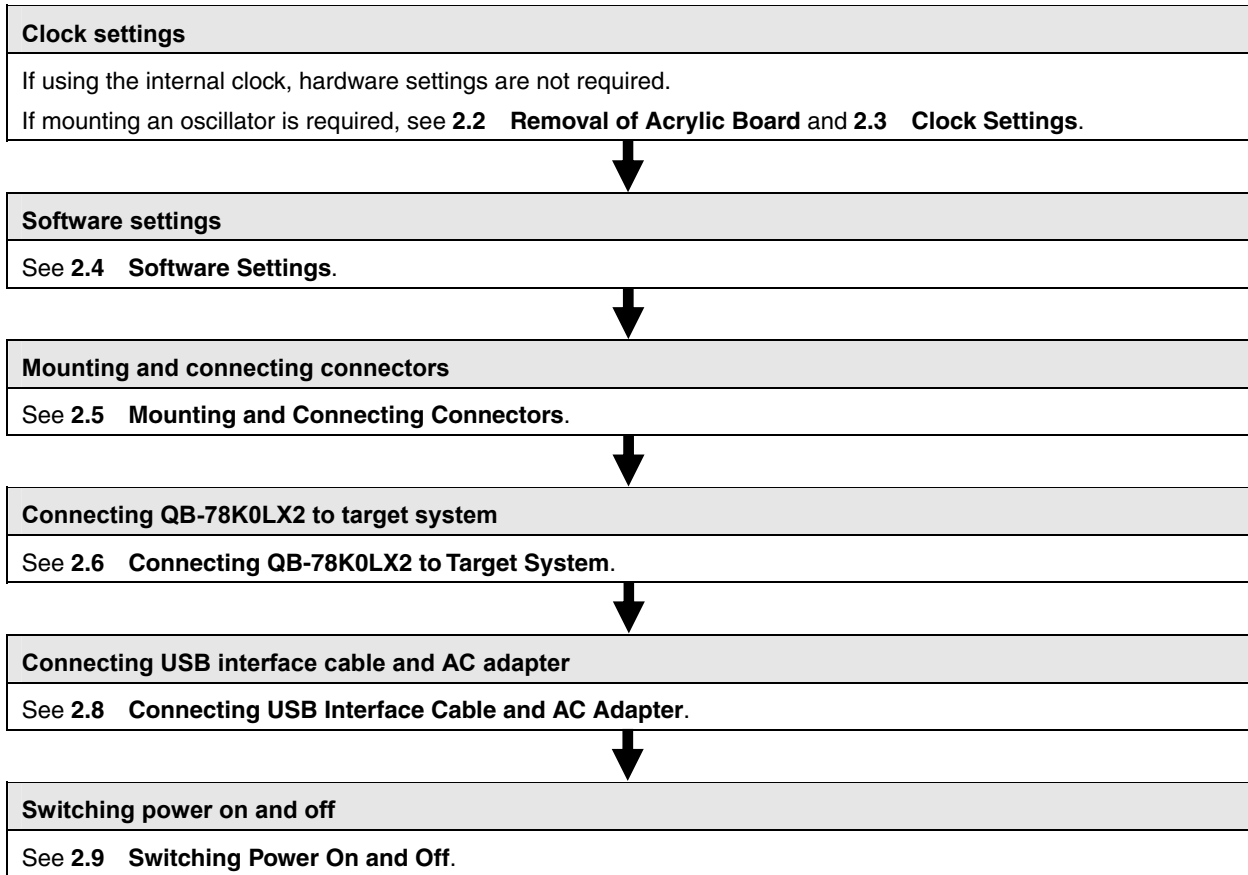 Clock settings
If using the internal clock, hardware settings are not required.
If mounting an oscillator is required, see 2.2 Removal of Acrylic Board and 2.3 Clock Settings.
Software settings
See 2.4 Software Settings.
Mounting and connecting connectors
See 2.5 Mounting and Connecting Connectors.
Connecting QB-78K0LX2 to target system
See 2.6 Connecting QB-78K0LX2 to Target System.
Connecting USB interface cable and AC adapter
See 2.8 Connecting USB Interface Cable and AC Adapter.
Switching power on and off
See 2.9 Switching Power On and Off.